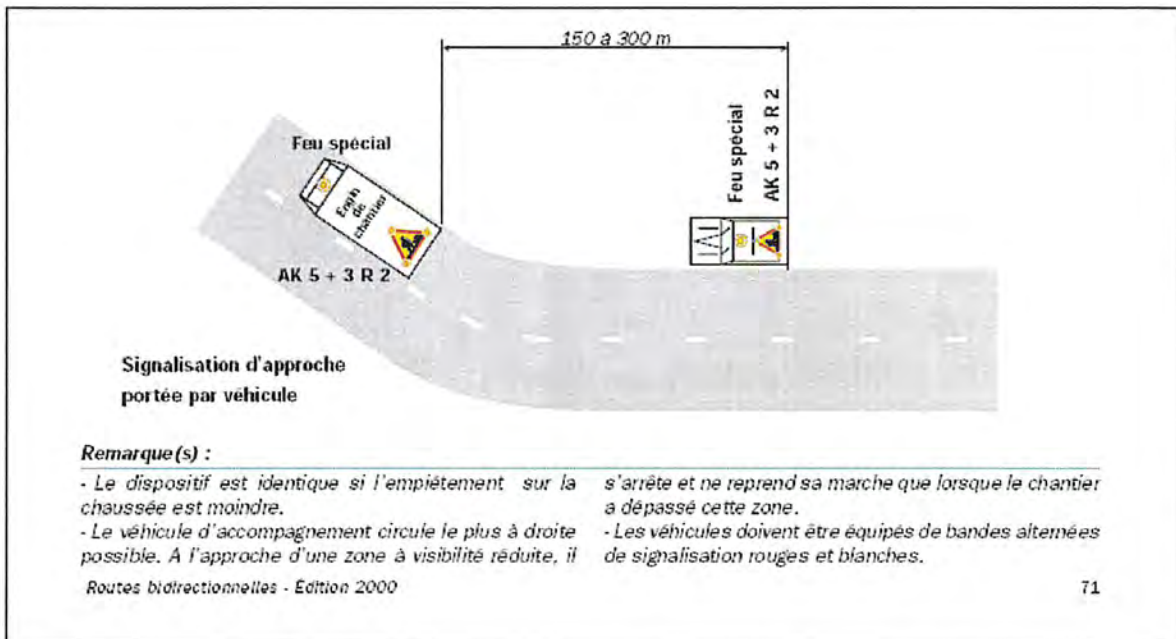 150 à 300 m
Feu spécial
Engin
de
chantier
AK 5 + 3 R 2
Feu spécial
AK 5 + 3 R 2
Signalisation d'approche
portée par véhicule
Remarque(s) :
- Le dispositif est identique si l'empiétement sur la
chaussée est moindre.
- Le véhicule d'accompagnement circule le plus à droite
possible. A l'approche d'une zone à visibilité réduite, il
s'arrête et ne reprend sa marche que lorsque le chantier
a dépassé cette zone.
- Les véhicules doivent être équipés de bandes alternées
de signalisation rouges et blanches.
Routes bidirectionnelles - Édition 2000
71